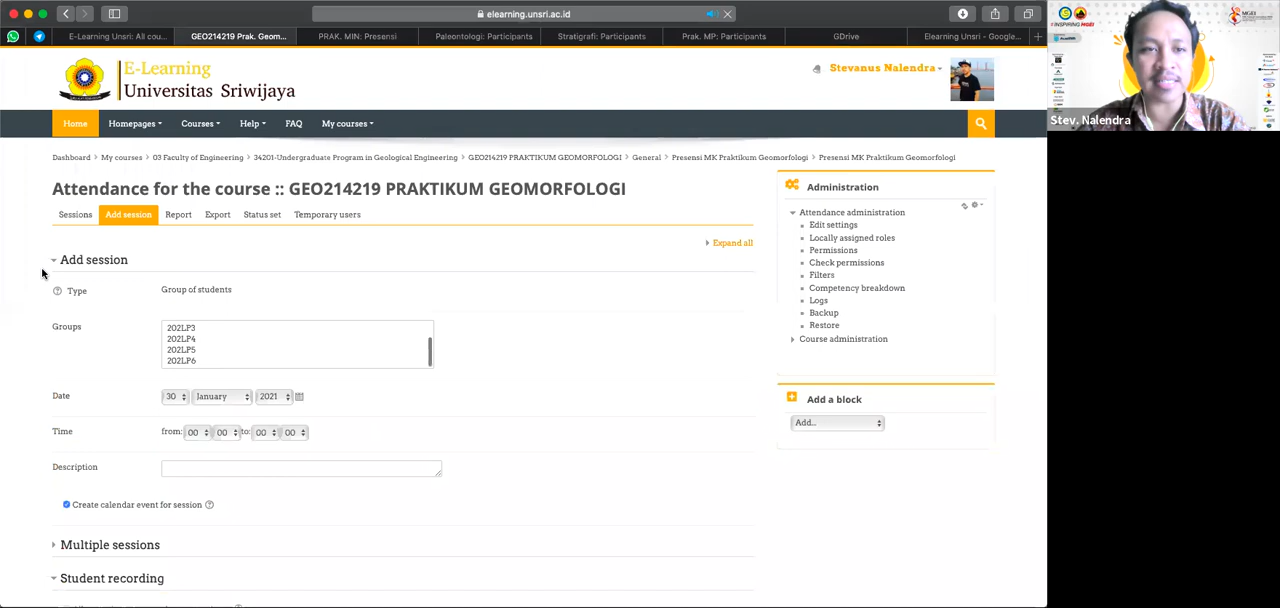 elearning.unsri.ac.id
E-Learning Unsri: All cou...
GEO214219 Prak. Geom...
PRAK. MIN: Presensi
Paleontologi: Participants
Stratigrafi: Participants
Prak. MP: Participants
GDrive
Elearning Unsri - Google...
E-Learning
Universitas Sriwijaya
Stevanus Nalendra
Home
Homepages
Courses
Help
FAQ
My courses
Dashboard
My courses
03 Faculty of Engineering
34201-Undergraduate Program in Geological Engineering
GEO214219 PRAKTIKUM GEOMORFOLOGI
General
Presensi MK Praktikum Geomorfologi
Presensi MK Praktikum Geomorfologi
Attendance for the course :: GEO214219 PRAKTIKUM GEOMORFOLOGI
Sessions
Add session
Report
Export
Status set
Temporary users
Expand all
Add session
Type
Group of students
Groups
202LP3
202LP4
202LP5
202LP6
Date
30 January 2021
Time
from: 00 00 to: 00 00
Description
Create calendar event for session
Multiple sessions
Student recording
Administration
Attendance administration
Edit settings
Locally assigned roles
Permissions
Check permissions
Filters
Competency breakdown
Logs
Backup
Restore
Course administration
Add a block
Add...
Stev. Nalendra